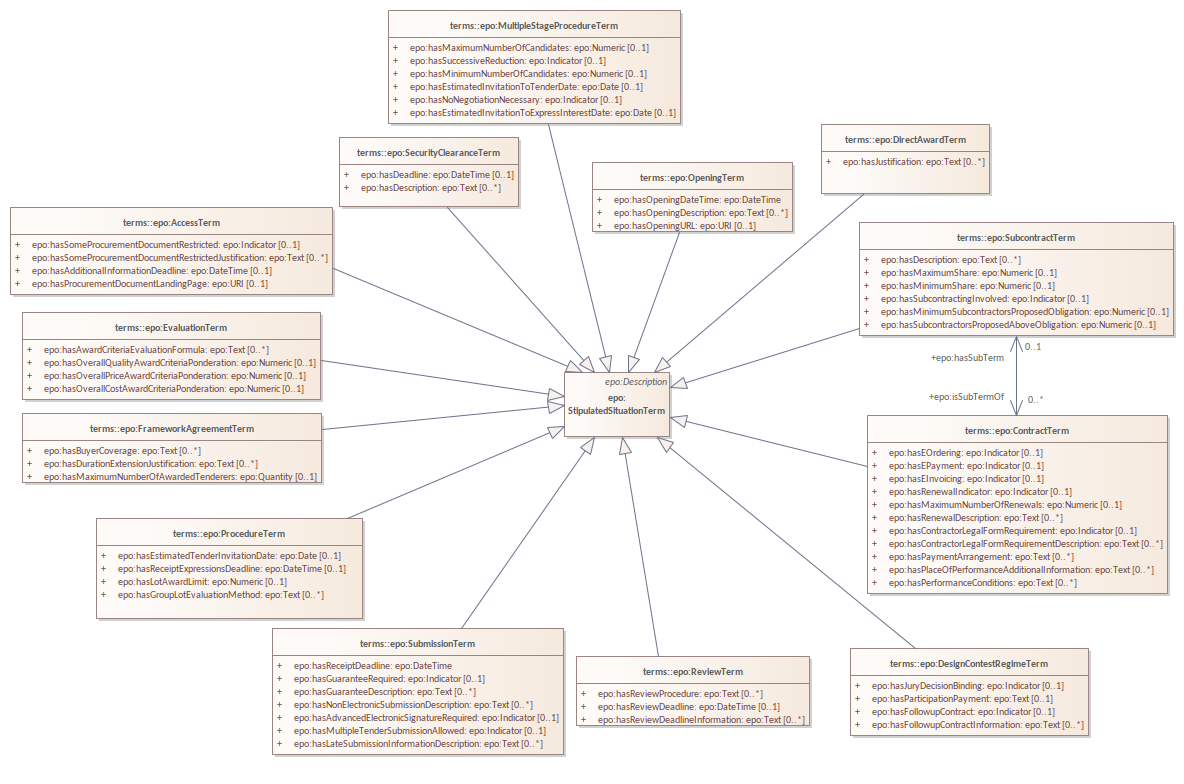 terms::epo:MultipleStageProcedureTerm
+ epo:hasMaximumNumberOfCandidates: epo:Numeric [0..1]
+ epo:hasSuccessiveReduction: epo:Indicator [0..1]
+ epo:hasMinimumNumberOfCandidates: epo:Numeric [0..1]
+ epo:hasEstimatedInvitationToTenderDate: epo:Date [0..1]
+ epo:hasNoNegotiationNecessary: epo:Indicator [0..1]
+ epo:hasEstimatedInvitationToExpressInterestDate: epo:Date [0..1]
terms::epo:SecurityClearanceTerm
+ epo:hasDeadline: epo:DateTime [0..1]
+ epo:hasDescription: epo:Text [0..*]
terms::epo:OpeningTerm
+ epo:hasOpeningDateTime: epo:DateTime
+ epo:hasOpeningDescription: epo:Text [0..*]
+ epo:hasOpeningURL: epo:URI [0..1]
terms::epo:DirectAwardTerm
+ epo:hasJustification: epo:Text [0..*]
terms::epo:AccessTerm
+ epo:hasSomeProcurementDocumentRestricted: epo:Indicator [0..1]
+ epo:hasSomeProcurementDocumentRestrictedJustification: epo:Text [0..*]
+ epo:hasAdditionalInformationDeadline: epo:DateTime [0..1]
+ epo:hasProcurementDocumentLandingPage: epo:URI [0..1]
terms::epo:SubcontractTerm
+ epo:hasDescription: epo:Text [0..*]
+ epo:hasMaximumShare: epo:Numeric [0..1]
+ epo:hasMinimumShare: epo:Numeric [0..1]
+ epo:hasSubcontractingInvolved: epo:Indicator [0..1]
+ epo:hasMinimumSubcontractorsProposedObligation: epo:Numeric [0..1]
+ epo:hasSubcontractorsProposedAboveObligation: epo:Numeric [0..1]
terms::epo:EvaluationTerm
+ epo:hasAwardCriteriaEvaluationFormula: epo:Text [0..*]
+ epo:hasOverallQualityAwardCriteriaPonderation: epo:Numeric [0..1]
+ epo:hasOverallPriceAwardCriteriaPonderation: epo:Numeric [0..1]
+ epo:hasOverallCostAwardCriteriaPonderation: epo:Numeric [0..1]
0..1
+epo:hasSubTerm
+epo:isSubTermOf
0..*
epo:Description
epo:
StipulatedSituationTerm
terms::epo:FrameworkAgreementTerm
+ epo:hasBuyerCoverage: epo:Text [0..*]
+ epo:hasDurationExtensionJustification: epo:Text [0..*]
+ epo:hasMaximumNumberOfAwardedTenderers: epo:Quantity [0..1]
terms::epo:ContractTerm
+ epo:hasEOrdering: epo:Indicator [0..1]
+ epo:hasEPayment: epo:Indicator [0..1]
+ epo:hasEInvoicing: epo:Indicator [0..1]
+ epo:hasRenewalIndicator: epo:Indicator [0..1]
+ epo:hasMaximumNumberOfRenewals: epo:Numeric [0..1]
+ epo:hasRenewalDescription: epo:Text [0..*]
+ epo:hasContractorLegalFormRequirement: epo:Indicator [0..1]
+ epo:hasContractorLegalFormRequirementDescription: epo:Text [0..*]
+ epo:hasPaymentArrangement: epo:Text [0..*]
+ epo:hasPlaceOfPerformanceAdditionalInformation: epo:Text [0..*]
+ epo:hasPerformanceConditions: epo:Text [0..*]
terms::epo:ProcedureTerm
+ epo:hasEstimatedTenderInvitationDate: epo:Date [0..1]
+ epo:hasReceiptExpressionsDeadline: epo:DateTime [0..1]
+ epo:hasLotAwardLimit: epo:Numeric [0..1]
+ epo:hasGroupLotEvaluationMethod: epo:Text [0..*]
terms::epo:SubmissionTerm
+ epo:hasReceiptDeadline: epo:DateTime
+ epo:hasGuaranteeRequired: epo:Indicator [0..1]
+ epo:hasGuaranteeDescription: epo:Text [0..*]
+ epo:hasNonElectronicSubmissionDescription: epo:Text [0..*]
+ epo:hasAdvancedElectronicSignatureRequired: epo:Indicator [0..1]
+ epo:hasMultipleTenderSubmissionAllowed: epo:Indicator [0..1]
+ epo:hasLateSubmissionInformationDescription: epo:Text [0..*]
terms::epo:ReviewTerm
+ epo:hasReviewProcedure: epo:Text [0..*]
+ epo:hasReviewDeadline: epo:DateTime [0..1]
+ epo:hasReviewDeadlineInformation: epo:Text [0..*]
terms::epo:DesignContestRegimeTerm
+ epo:hasJuryDecisionBinding: epo:Indicator [0..1]
+ epo:hasParticipationPayment: epo:Text [0..1]
+ epo:hasFollowupContract: epo:Indicator [0..1]
+ epo:hasFollowupContractInformation: epo:Text [0..*]